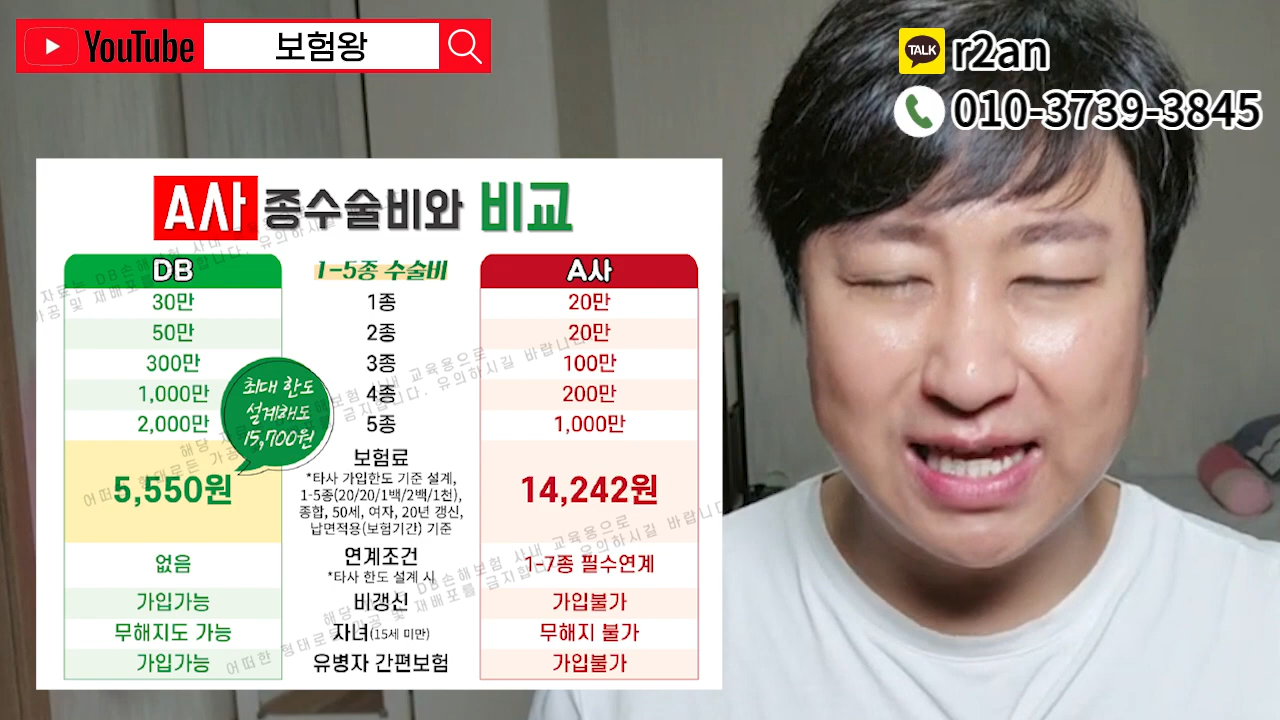 YouTube 보험왕
TALK r2an
010-3739-3845
A사 종수술비와 비교
DB 1-5종 수술비 A사
30만 1종 20만
50만 2종 20만
300만 3종 100만
1,000만 4종 200만
2,000만 5종 1,000만
최대 한도
설계해도
15,700원
보험료
*타사 가입한도 기준 설계,
5,550원 1-5종(20/20/1백/2백/1천), 14,242원
종합, 50세, 여자, 20년 갱신,
납면적용(보험기간) 기준
없음 연계조건 1-7종 필수연계
*타사 한도 설계 시
가입가능 비갱신 가입불가
무해지도 가능 자녀(15세 미만) 무해지 불가
가입가능 유병자 간편보험 가입불가